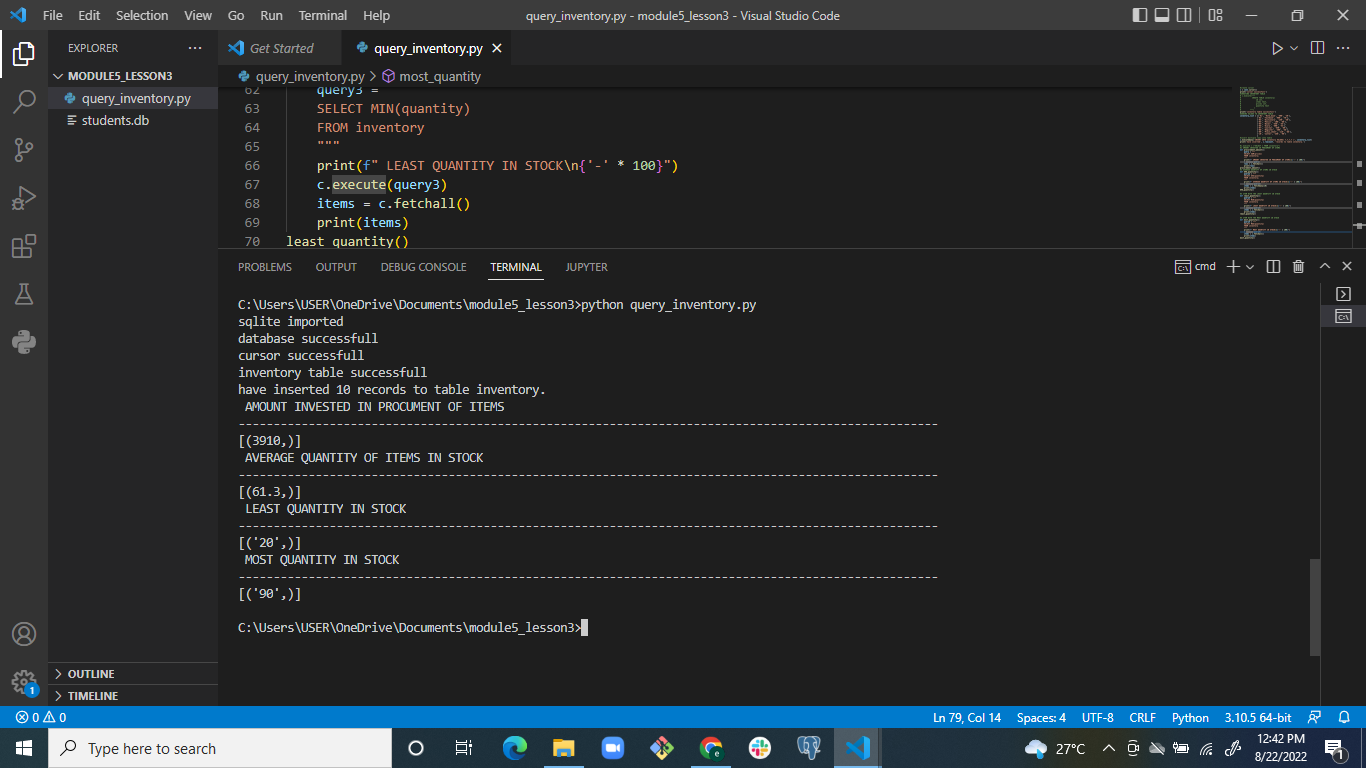 File Edit Selection View Go Run Terminal Help query_inventory.py - module5_lesson3 - Visual Studio Code
EXPLORER
MODULE5_LESSON3
query_inventory.py
students.db
OUTLINE
TIMELINE
Get Started query_inventory.py
query_inventory.py > most_quantity
62 query3 =
63 SELECT MIN(quantity)
64 FROM inventory
65 """
66 print(f" LEAST QUANTITY IN STOCK\n{'-' * 100}")
67 c.execute(query3)
68 items = c.fetchall()
69 print(items)
70 least_quantity()
PROBLEMS OUTPUT DEBUG CONSOLE TERMINAL JUPYTER cmd
C:\Users\USER\OneDrive\Documents\module5_lesson3>python query_inventory.py
sqlite imported
database successfull
cursor successfull
inventory table successfull
have inserted 10 records to table inventory.
AMOUNT INVESTED IN PROCUMENT OF ITEMS
----------------------------------------------------------------------------------------------------
[(3910,)]
AVERAGE QUANTITY OF ITEMS IN STOCK
----------------------------------------------------------------------------------------------------
[(61.3,)]
LEAST QUANTITY IN STOCK
----------------------------------------------------------------------------------------------------
[('20',)]
MOST QUANTITY IN STOCK
----------------------------------------------------------------------------------------------------
[('90',)]
C:\Users\USER\OneDrive\Documents\module5_lesson3>
1
0 0 Ln 79, Col 14 Spaces: 4 UTF-8 CRLF Python 3.10.5 64-bit
Type here to search 27°C 12:42 PM
8/22/2022
1